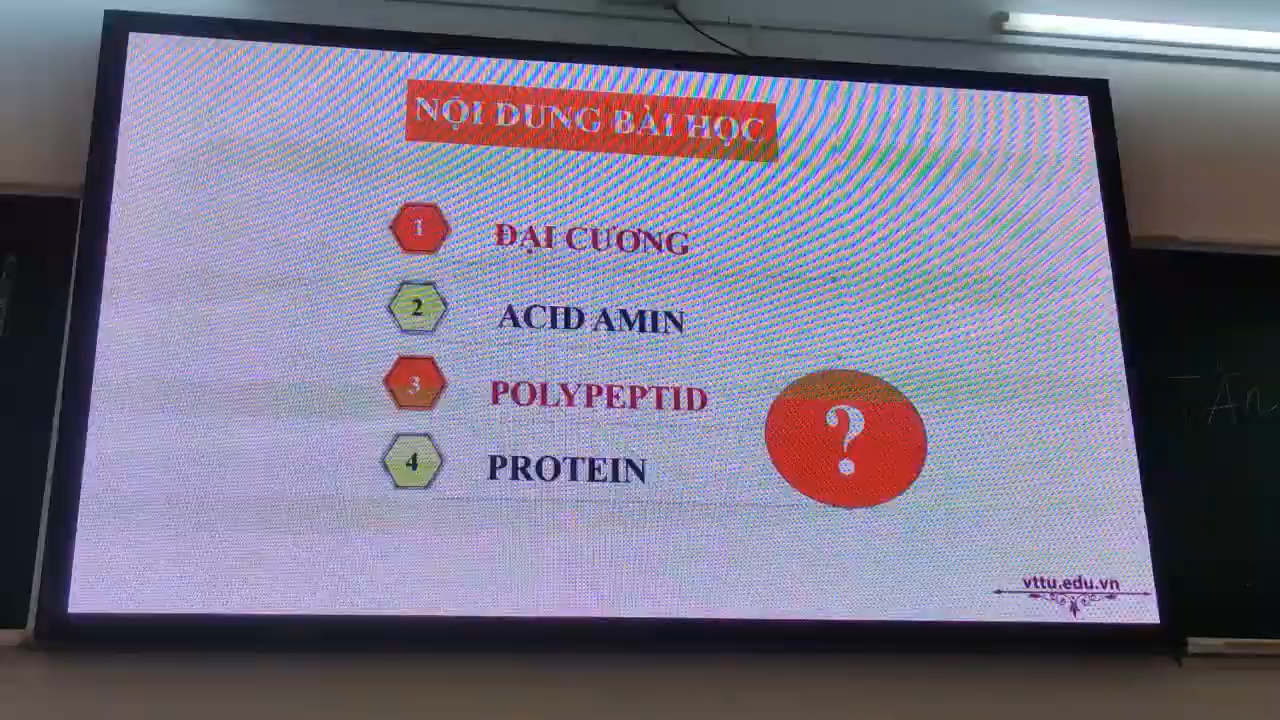 NỘI DUNG BÀI HỌC
1 ĐẠI CƯƠNG
2 ACID AMIN
3 POLYPEPTID
4 PROTEIN
?
vttu.edu.vn